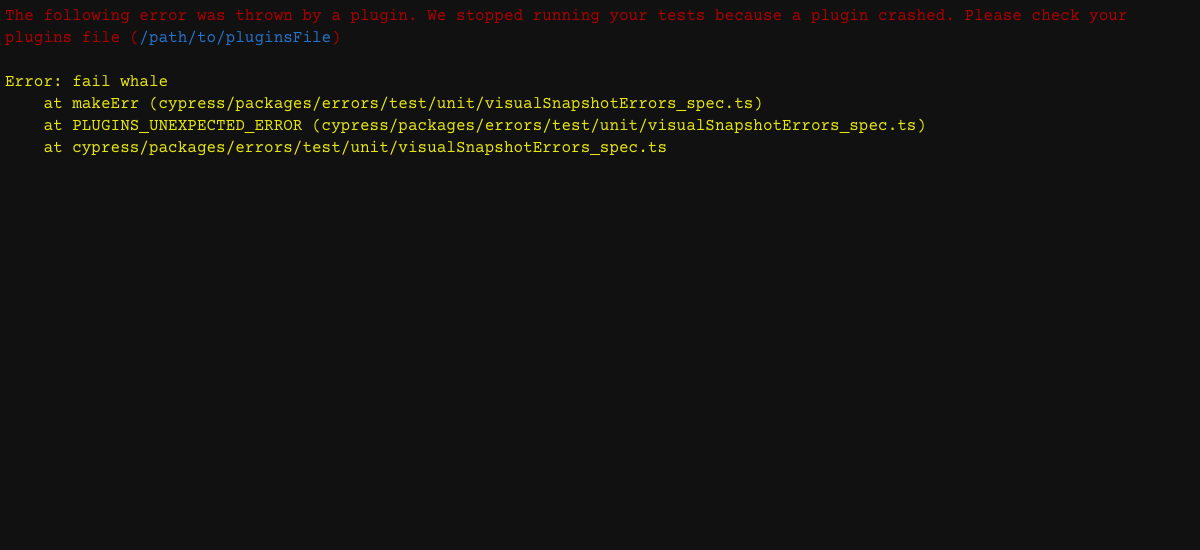 The following error was thrown by a plugin. We stopped running your tests because a plugin crashed. Please check your
plugins file (/path/to/pluginsFile)
Error: fail whale
    at makeErr (cypress/packages/errors/test/unit/visualSnapshotErrors_spec.ts)
    at PLUGINS_UNEXPECTED_ERROR (cypress/packages/errors/test/unit/visualSnapshotErrors_spec.ts)
    at cypress/packages/errors/test/unit/visualSnapshotErrors_spec.ts